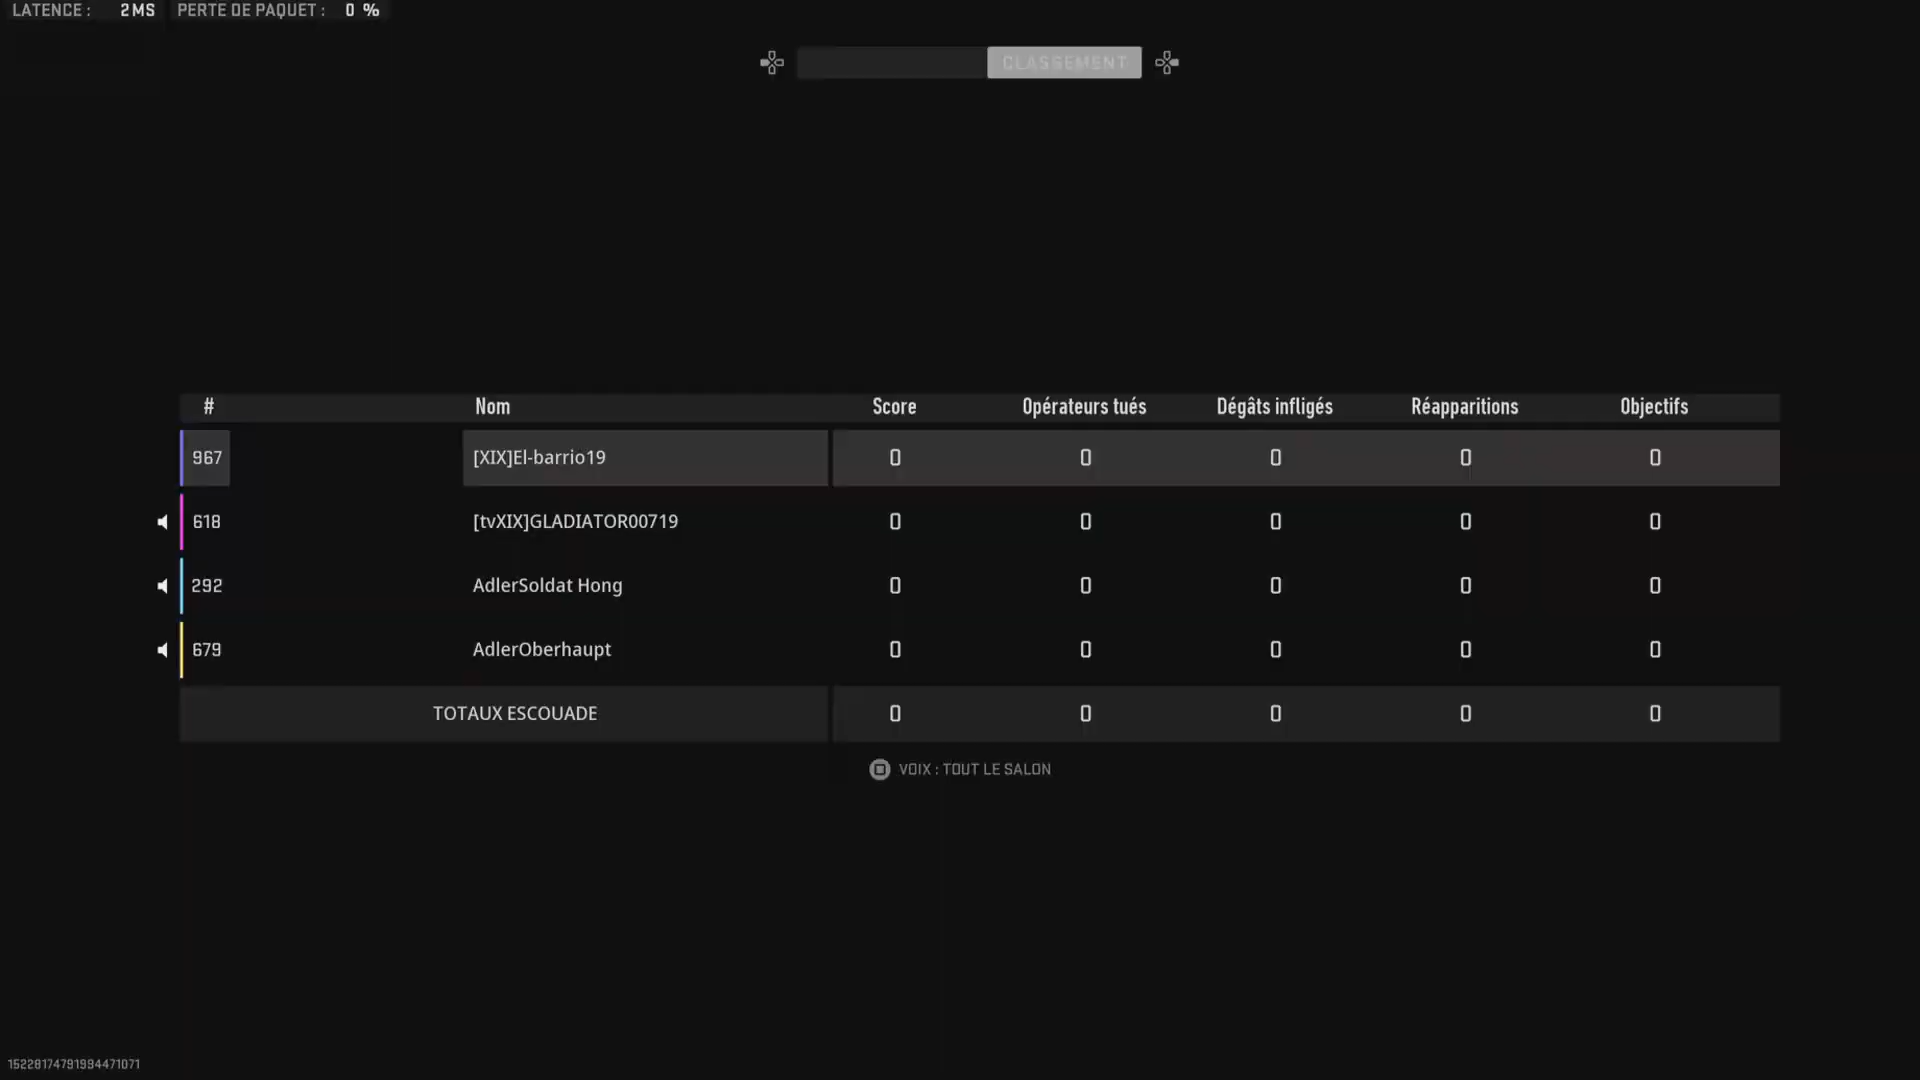 LATENCE : 2MS PERTE DE PAQUET : 0 %
CLASSEMENT
# Nom Score Opérateurs tués Dégâts infligés Réapparitions Objectifs
967 [XIX]El-barrio19 0 0 0 0 0
618 [tvXIX]GLADIATOR00719 0 0 0 0 0
292 AdlerSoldat Hong 0 0 0 0 0
679 AdlerOberhaupt 0 0 0 0 0
TOTAUX ESCOUADE 0 0 0 0 0
VOIX : TOUT LE SALON
15228174791994471071